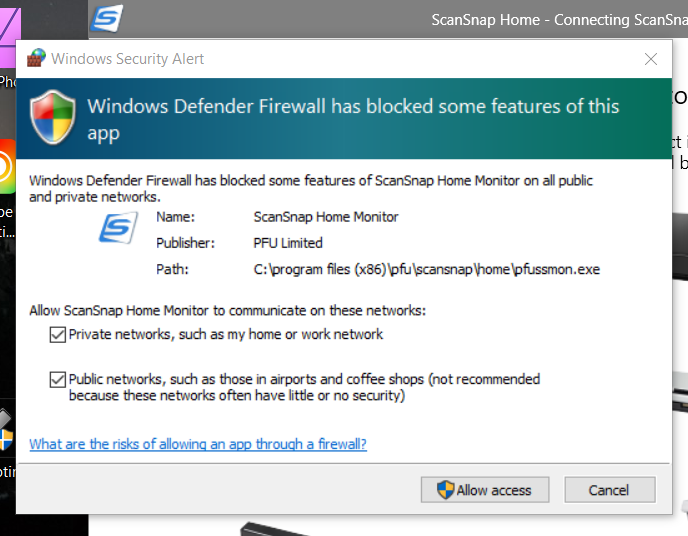 ScanSnap Home - Connecting ScanSna
Windows Security Alert
Windows Defender Firewall has blocked some features of this
app
Windows Defender Firewall has blocked some features of ScanSnap Home Monitor on all public
and private networks.
Name: ScanSnap Home Monitor
Publisher: PFU Limited
Path: C:\program files (x86)\pfu\scansnap\home\pfussmon.exe
Allow ScanSnap Home Monitor to communicate on these networks:
Private networks, such as my home or work network
Public networks, such as those in airports and coffee shops (not recommended
because these networks often have little or no security)
What are the risks of allowing an app through a firewall?
Allow access
Cancel